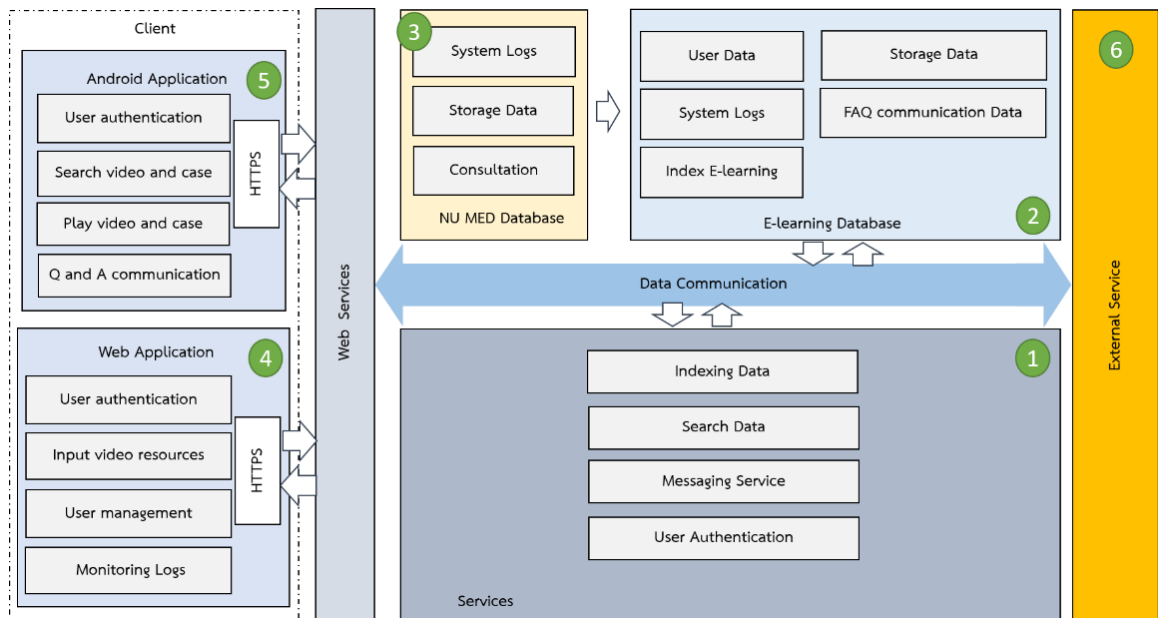 Client
Android Application
5
User authentication
Search video and case
Play video and case
Q and A communication
HTTPS
Web Application
4
User authentication
Input video resources
User management
Monitoring Logs
HTTPS
Web Services
3
System Logs
Storage Data
Consultation
NU MED Database
User Data
Storage Data
System Logs
FAQ communication Data
Index E-learning
2
E-learning Database
Data Communication
1
Indexing Data
Search Data
Messaging Service
User Authentication
Services
6
External Service